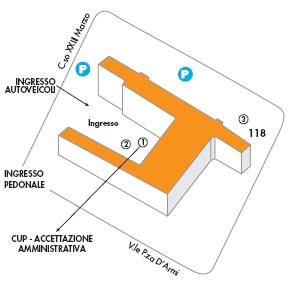 C.so XXIII Marzo
P
P
INGRESSO
AUTOVEICOLI
Ingresso
③
118
②
①
INGRESSO
PEDONALE
CUP - ACCETTAZIONE
AMMINISTRATIVA
V.le P.za D'Armi